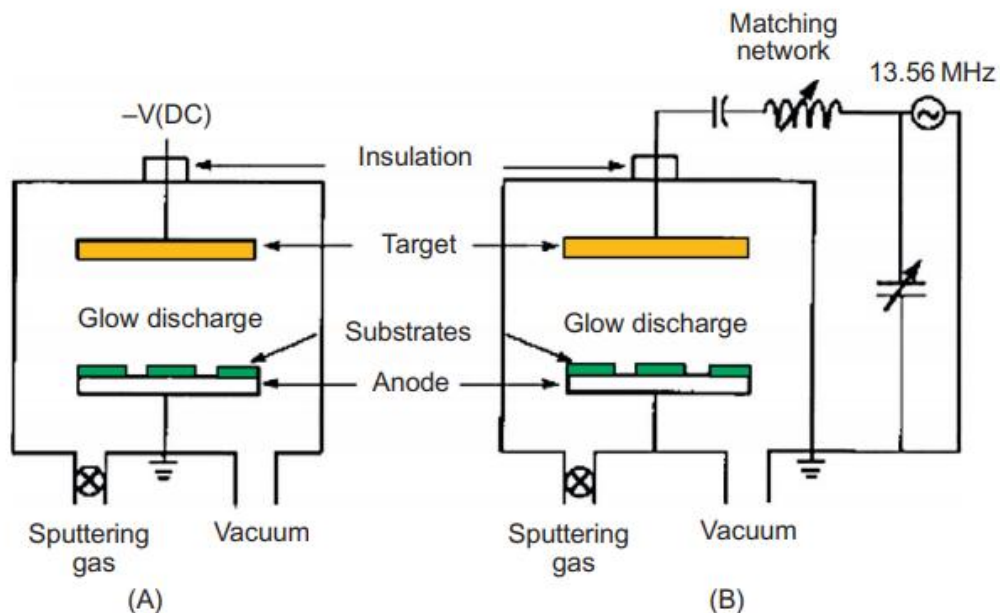 Matching
network
13.56 MHz
–V(DC)
Insulation
Target
Glow discharge
Glow discharge
Substrates
Anode
Sputtering
gas
Vacuum
Sputtering
gas
Vacuum
(A)
(B)